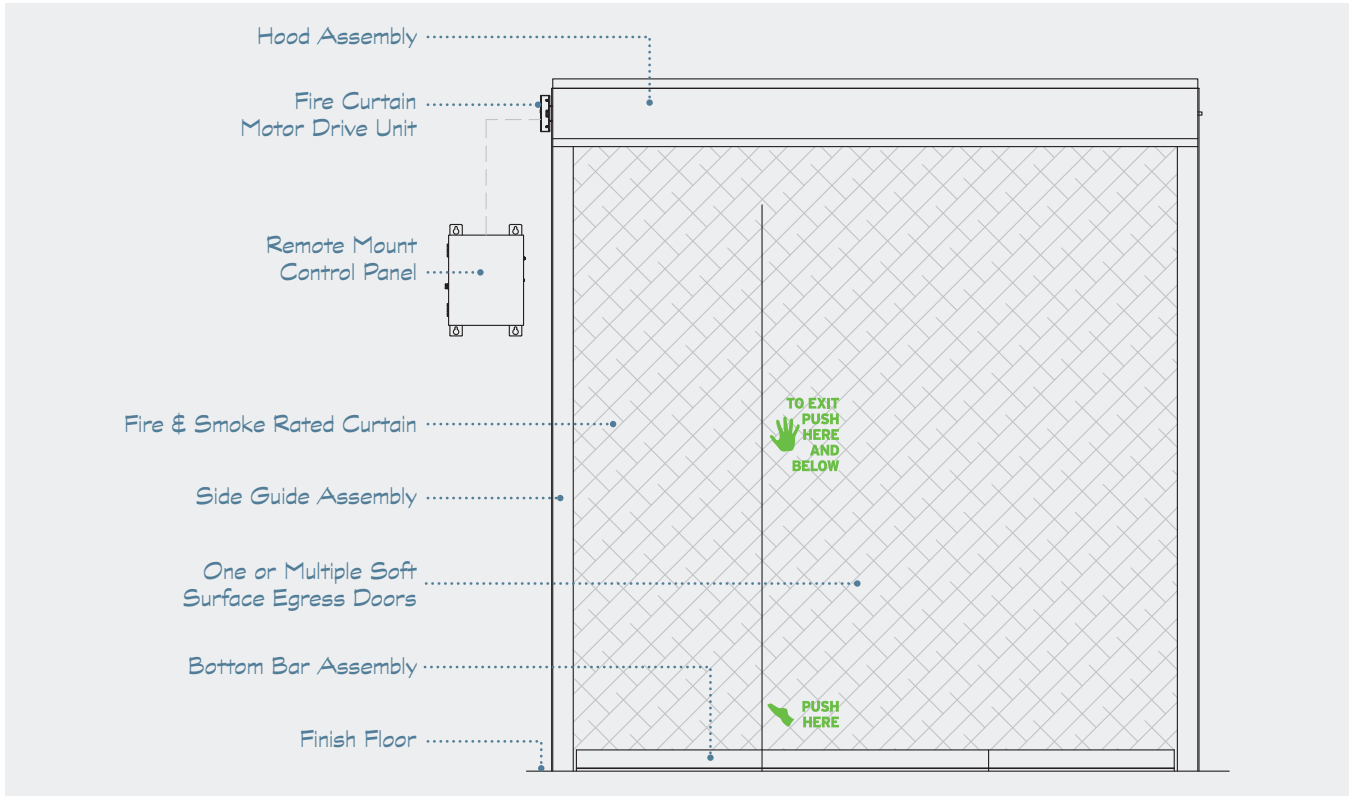 Hood Assembly
Fire Curtain
Motor Drive Unit
Remote Mount
Control Panel
Fire & Smoke Rated Curtain
Side Guide Assembly
One or Multiple Soft
Surface Egress Doors
Bottom Bar Assembly
Finish Floor
TO EXIT
PUSH
HERE
AND
BELOW
PUSH
HERE